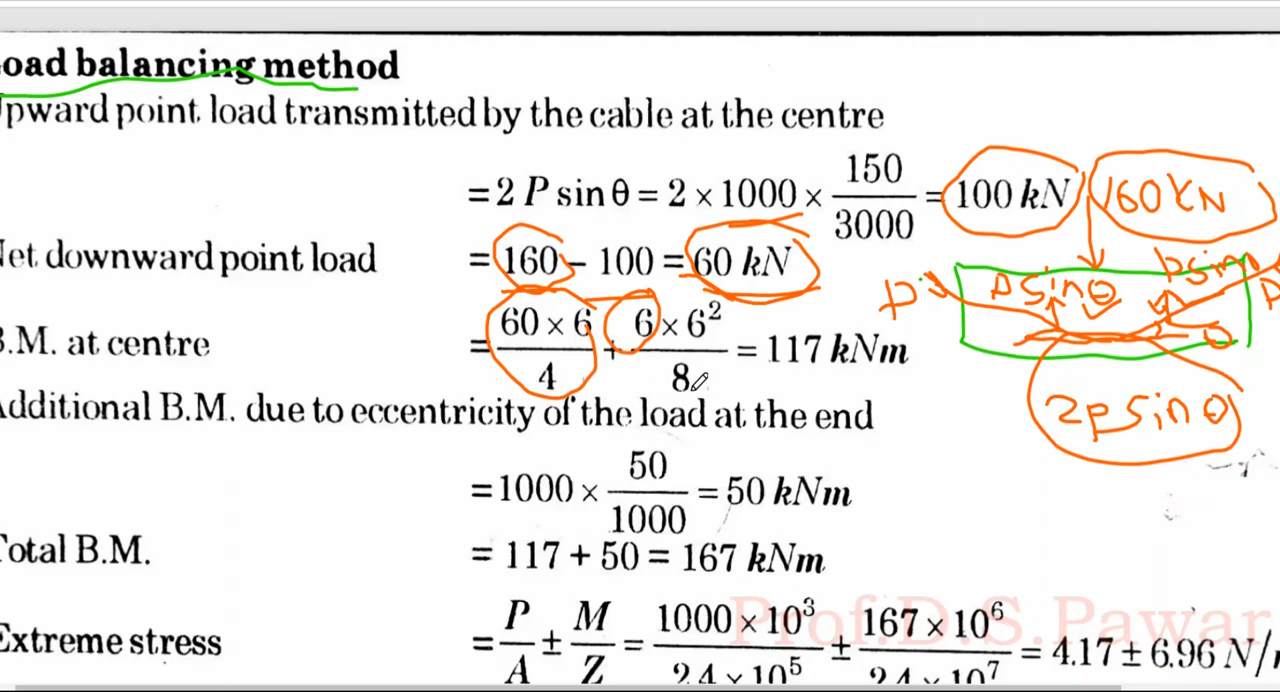 oad balancing method
pward point load transmitted by the cable at the centre
= 2 P sin θ = 2 × 1000 × 150/3000 = 100 kN 160 KN
et downward point load = 160 – 100 = 60 kN
P P sin θ P sin P
.M. at centre = 60 × 6/4 + 6 × 6²/8 = 117 kNm
θ
dditional B.M. due to eccentricity of the load at the end
2P sin θ
= 1000 × 50/1000 = 50 kNm
otal B.M. = 117 + 50 = 167 kNm
Prof.D.S.Pawar
Extreme stress = P/A ± M/Z = 1000 × 10³/2.4 × 10⁵ ± 167 × 10⁶/2.4 × 10⁷ = 4.17 ± 6.96 N/